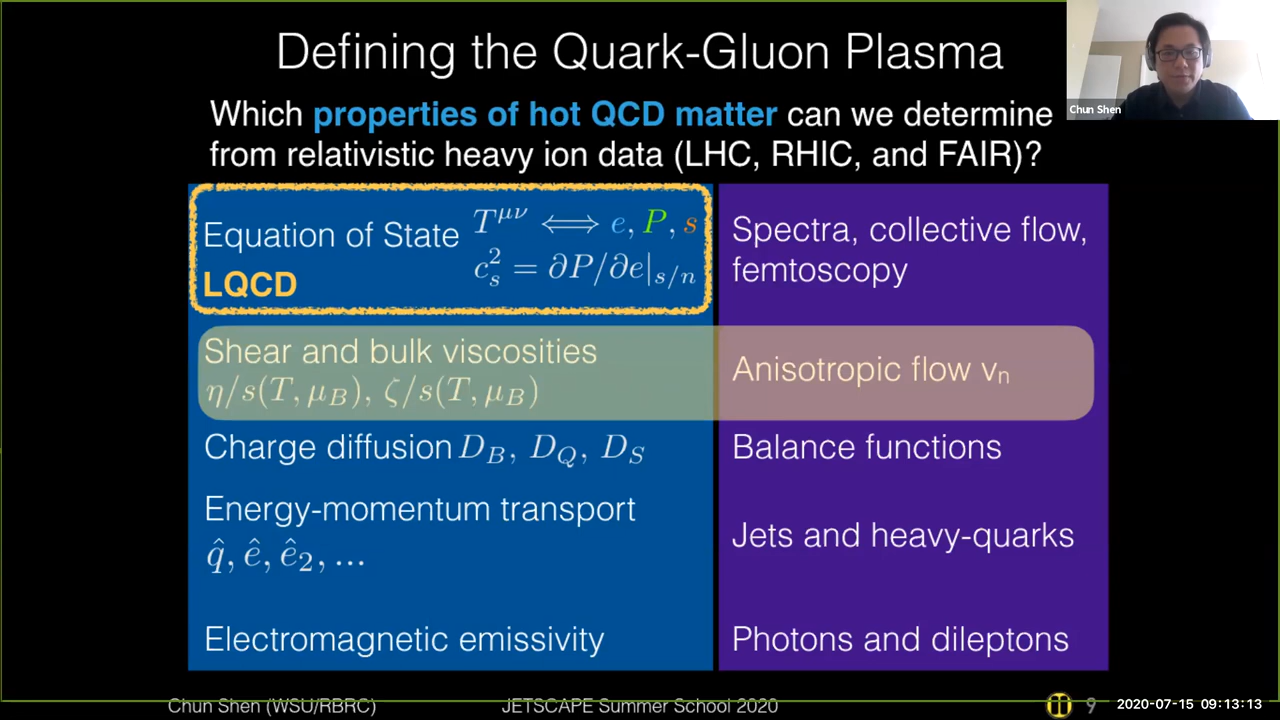 Defining the Quark-Gluon Plasma
Which properties of hot QCD matter can we determine
from relativistic heavy ion data (LHC, RHIC, and FAIR)?
Chun Shen
Equation of State
LQCD
T^{μν} ⟺ e, P, s
c_s^2 = ∂P/∂e|_{s/n}
Spectra, collective flow,
femtoscopy
Shear and bulk viscosities
η/s(T, μ_B), ζ/s(T, μ_B)
Anisotropic flow v_n
Charge diffusion D_B, D_Q, D_S
Balance functions
Energy-momentum transport
q̂, ê, ê_2, ...
Jets and heavy-quarks
Electromagnetic emissivity
Photons and dileptons
Chun Shen (WSU/RBRC)
JETSCAPE Summer School 2020
9
2020-07-15 09:13:13